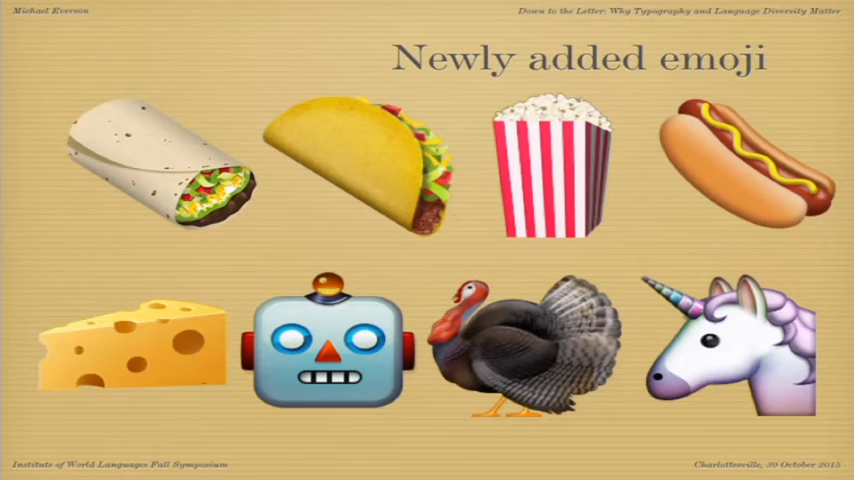 Michael Everson
Down to the Letter: Why Typography and Language Diversity Matter
Newly added emoji
Institute of World Languages Fall Symposium
Charlottesville, 30 October 2015